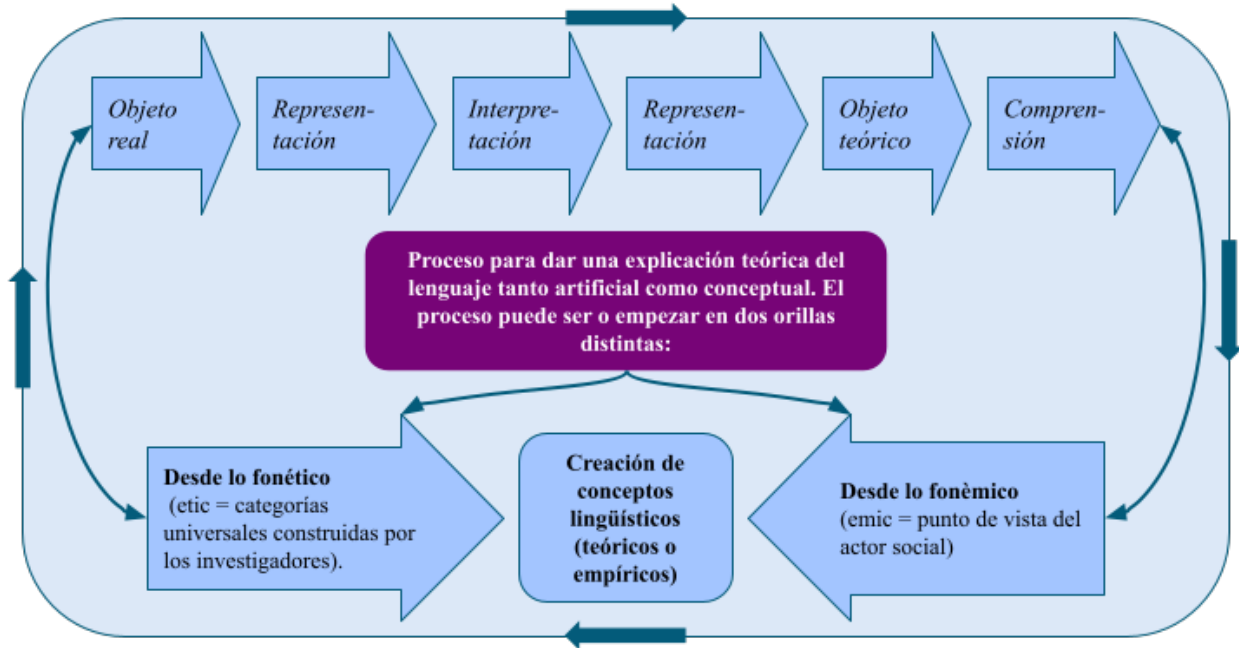 Objeto
real
Represen-
tación
Interpre-
tación
Represen-
tación
Objeto
teórico
Compren-
sión
Proceso para dar una explicación teórica del
lenguaje tanto artificial como conceptual. El
proceso puede ser o empezar en dos orillas
distintas:
Desde lo fonético
(etic = categorías
universales construidas por
los investigadores).
Creación de
conceptos
lingüísticos
(teóricos o
empíricos)
Desde lo fonèmico
(emic = punto de vista del
actor social)